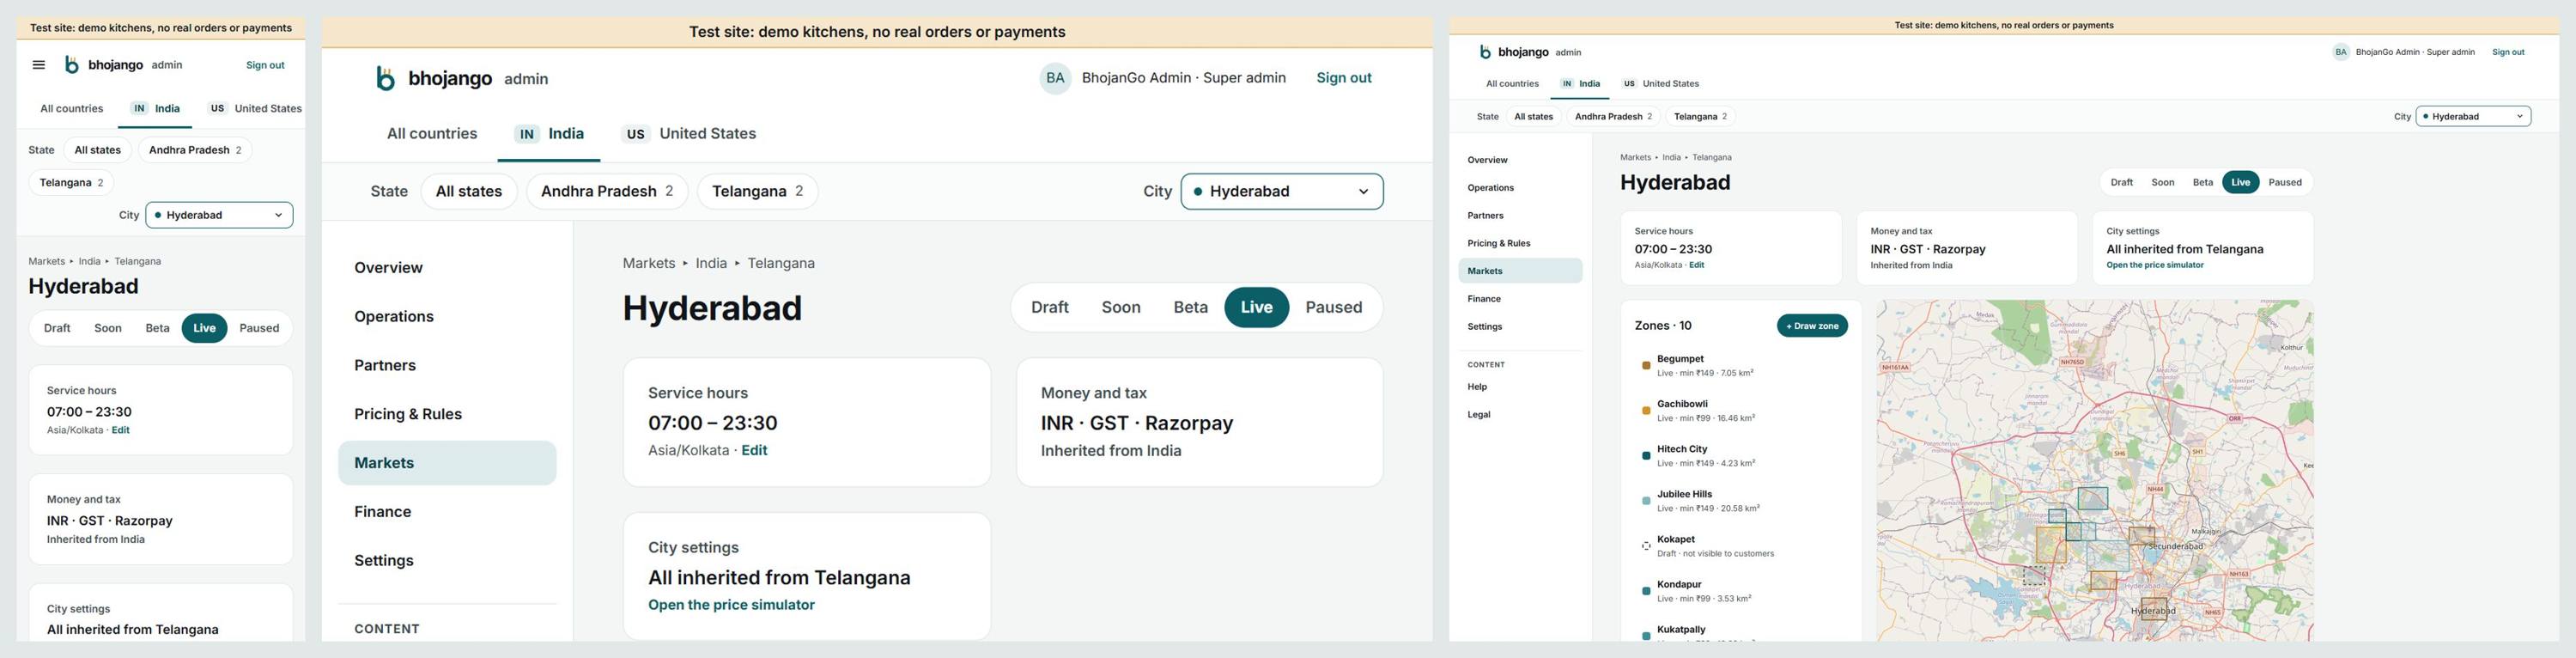 Test site: demo kitchens, no real orders or payments
bhojango admin Sign out
All countries IN India US United States
State All states Andhra Pradesh 2
Telangana 2
City Hyderabad
Markets ▸ India ▸ Telangana
Hyderabad
Draft Soon Beta Live Paused
Service hours
07:00 – 23:30
Asia/Kolkata · Edit
Money and tax
INR · GST · Razorpay
Inherited from India
City settings
All inherited from Telangana
Test site: demo kitchens, no real orders or payments
bhojango admin BA BhojanGo Admin · Super admin Sign out
All countries IN India US United States
State All states Andhra Pradesh 2 Telangana 2 City Hyderabad
Overview
Operations
Partners
Pricing & Rules
Markets
Finance
Settings
CONTENT
Markets ▸ India ▸ Telangana
Hyderabad
Draft Soon Beta Live Paused
Service hours
07:00 – 23:30
Asia/Kolkata · Edit
Money and tax
INR · GST · Razorpay
Inherited from India
City settings
All inherited from Telangana
Open the price simulator
Test site: demo kitchens, no real orders or payments
bhojango admin BA BhojanGo Admin · Super admin Sign out
All countries IN India US United States
State All states Andhra Pradesh 2 Telangana 2 City Hyderabad
Overview
Operations
Partners
Pricing & Rules
Markets
Finance
Settings
CONTENT
Help
Legal
Markets ▸ India ▸ Telangana
Hyderabad
Draft Soon Beta Live Paused
Service hours
07:00 – 23:30
Asia/Kolkata · Edit
Money and tax
INR · GST · Razorpay
Inherited from India
City settings
All inherited from Telangana
Open the price simulator
Zones · 10 + Draw zone
Begumpet
Live · min ₹149 · 7.05 km²
Gachibowli
Live · min ₹99 · 16.46 km²
Hitech City
Live · min ₹149 · 4.23 km²
Jubilee Hills
Live · min ₹149 · 20.58 km²
Kokapet
Draft · not visible to customers
Kondapur
Live · min ₹99 · 3.53 km²
Kukatpally
Medak
Kolthur
NH765D
NH161AA
ORR
SH6
SH1
NH44
Malkajgiri
Secunderabad
NH163
Hyderabad
Hyderabad
NH65